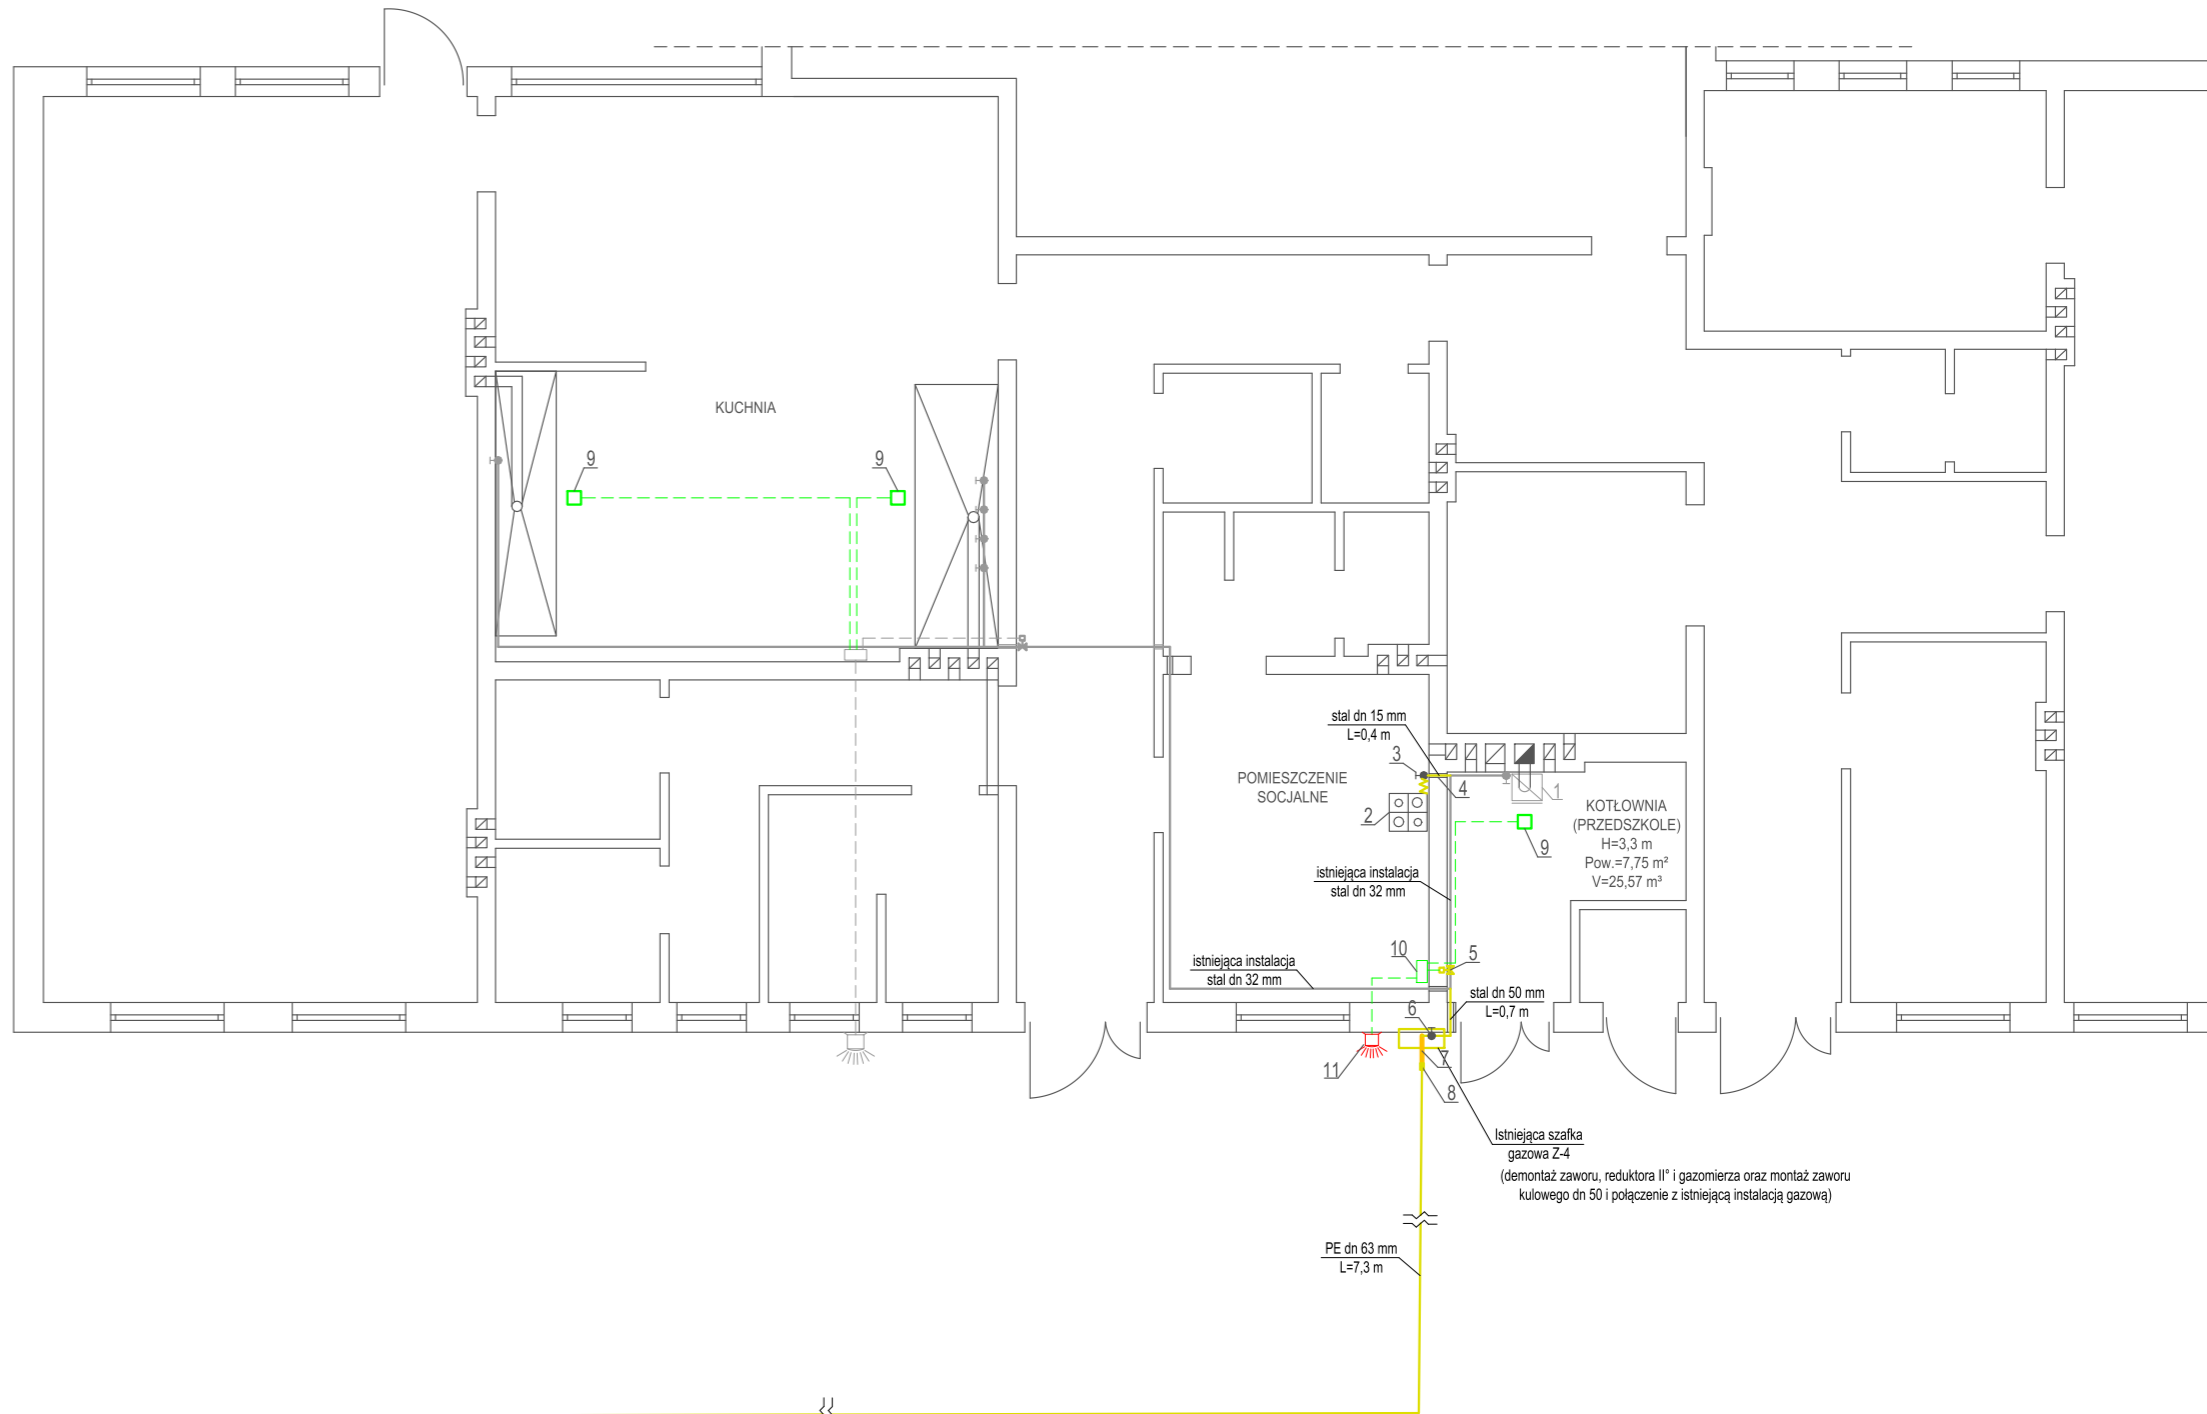 KUCHNIA
9
9
stal dn 15 mm
L=0,4 m
3
4
POMIESZCZENIE
SOCJALNE
2
1
KOTŁOWNIA
(PRZEDSZKOLE)
H=3,3 m
Pow.=7,75 m²
V=25,57 m³
9
istniejąca instalacja
stal dn 32 mm
10
5
istniejąca instalacja
stal dn 32 mm
stal dn 50 mm
L=0,7 m
6
7
11
8
Istniejąca szafka
gazowa Z-4
(demontaż zaworu, reduktora II° i gazomierza oraz montaż zaworu
kulowego dn 50 i połączenie z istniejącą instalacją gazową)
PE dn 63 mm
L=7,3 m